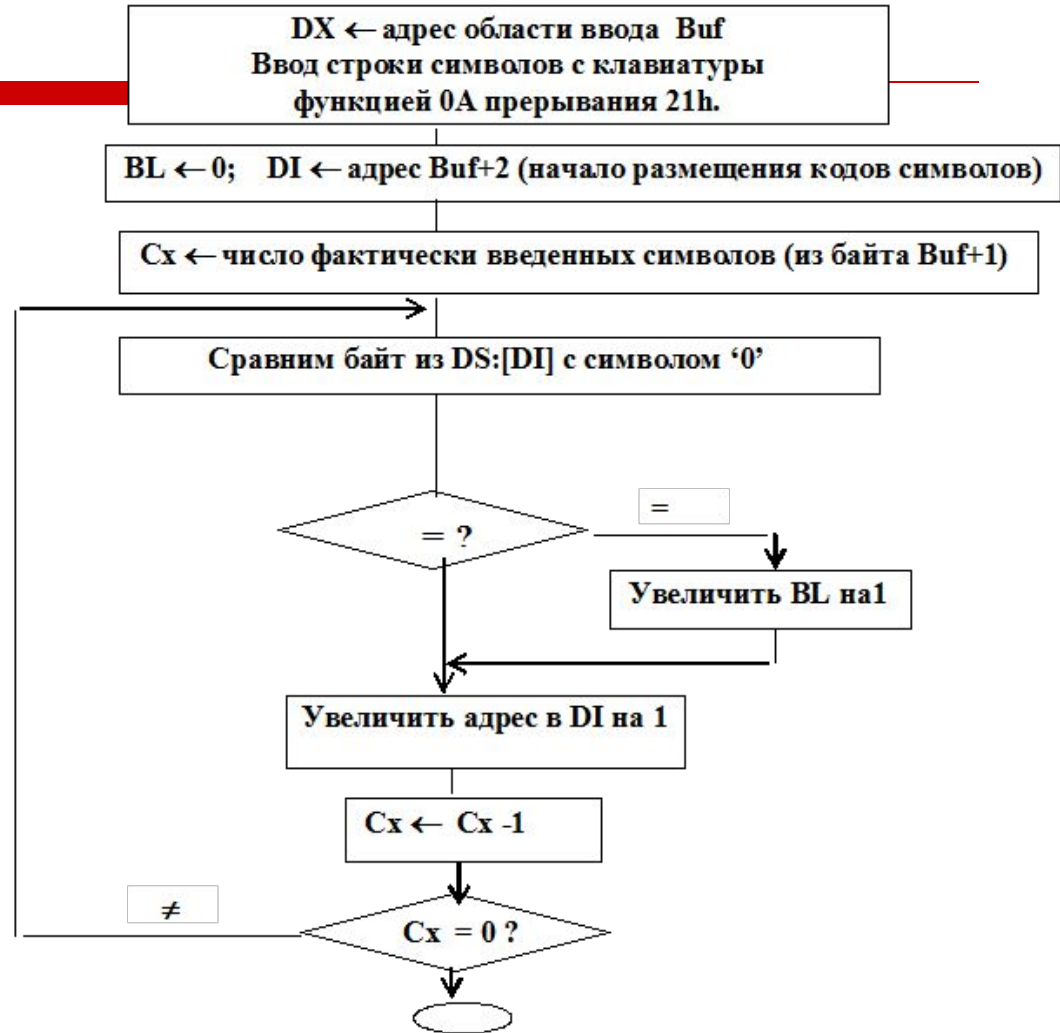 DX ← адрес области ввода Buf
Ввод строки символов с клавиатуры
функцией 0A прерывания 21h.
BL ← 0; DI ← адрес Buf+2 (начало размещения кодов символов)
Cx ← число фактически введенных символов (из байта Buf+1)
Сравним байт из DS:[DI] с символом ‘0’
= ?
=
Увеличить BL на1
Увеличить адрес в DI на 1
Cx ← Cx -1
≠
Cx = 0 ?